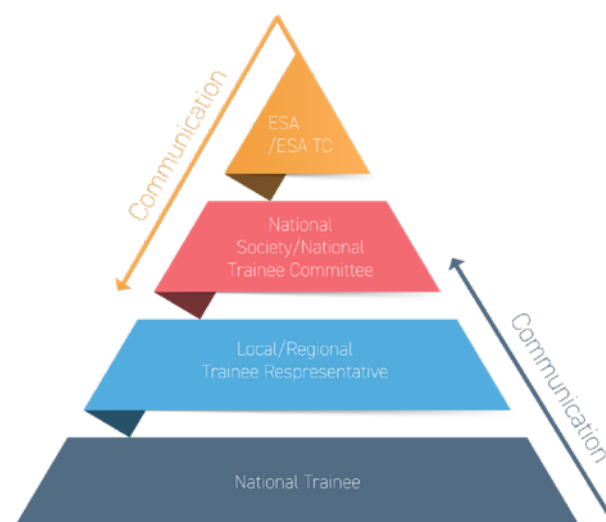 Communication
ESA
/ESA TC
National
Society/National
Trainee Committee
Local/Regional
Trainee Respresentative
Communication
National Trainee